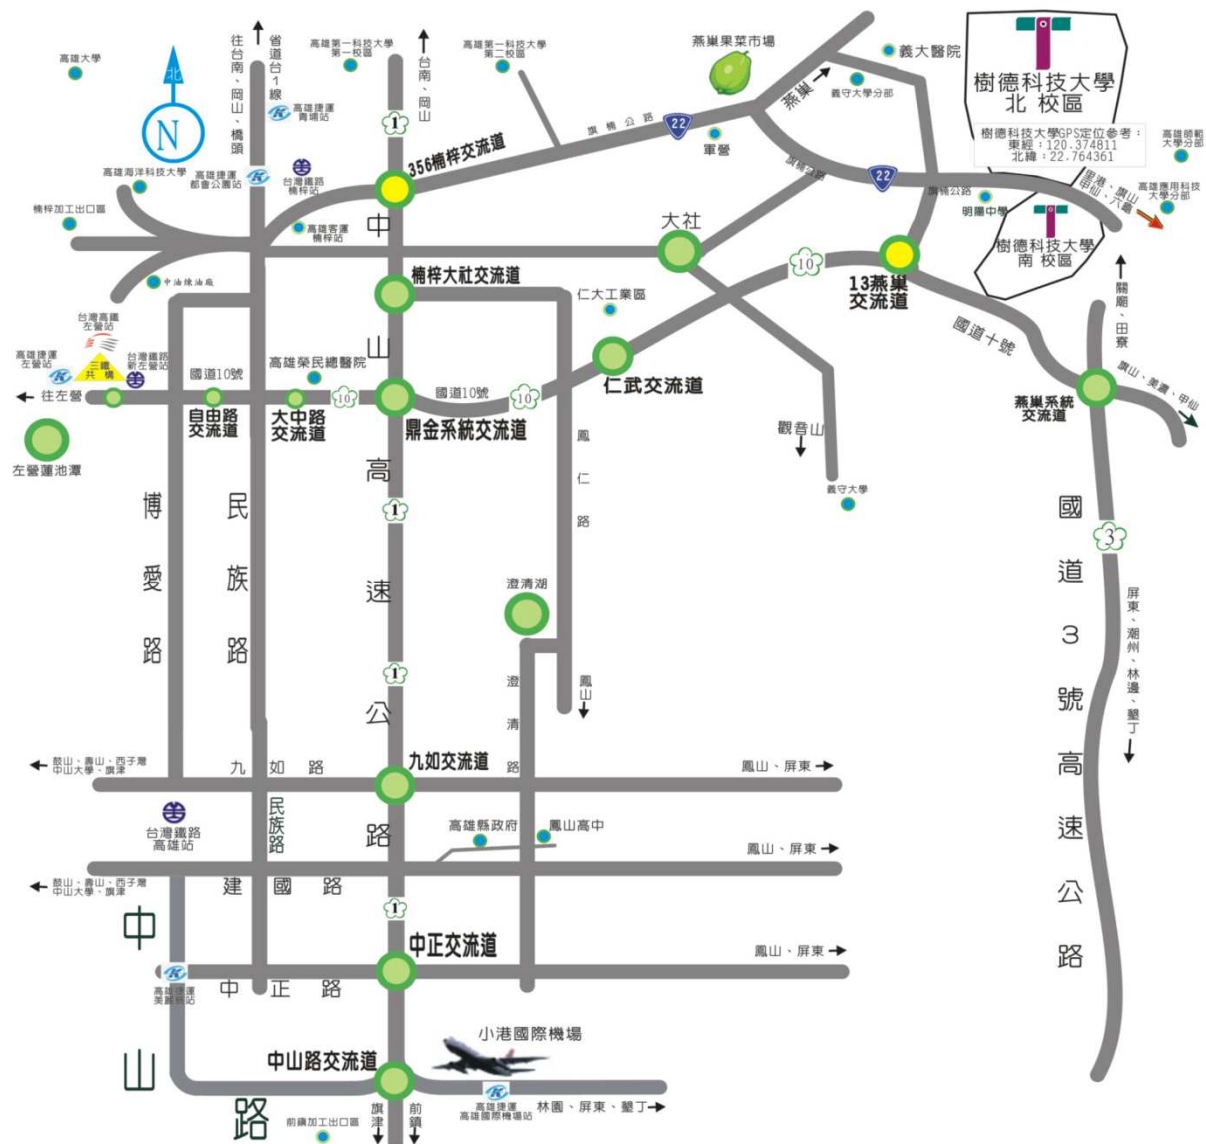 往台南、岡山、橋頭
省道台1線
台南、岡山
高雄第一科技大學
第一校區
高雄第一科技大學
第二校區
燕巢果菜市場
義大醫院
高雄大學
北
N
高雄捷運
青埔站
1
旗楠公路
22
燕巢
義守大學分部
樹德科技大學
北 校區
樹德科技大學GPS定位參考：
東經：120.374811
北緯：22.764361
高雄師範
大學分部
軍營
356楠梓交流道
高雄海洋科技大學
高雄捷運
都會公園站
台灣鐵路
楠梓站
旗楠公路
22
旗楠公路
明陽中學
里港、旗山
甲仙、六龜
高雄應用科技
大學分部
楠梓加工出口區
高雄客運
楠梓站
大社
樹德科技大學
南 校區
中油煉油廠
楠梓大社交流道
仁大工業區
10
13燕巢
交流道
關廟、田寮
台灣高鐵
左營站
高雄捷運
左營站
三鐵
共構
台灣鐵路
新左營站
國道10號
高雄榮民總醫院
國道10號
10
10
仁武交流道
國道十號
旗山、美濃、甲仙
往左營
自由路
交流道
大中路
交流道
鼎金系統交流道
燕巢系統
交流道
左營蓮池潭
觀音山
鳳仁路
義守大學
中山高速公路
1
1
1
博愛路
民族路
國道3號高速公路
3
屏東、潮州、林邊、墾丁
澄清湖
澄清路
鳳山
鼓山、壽山、西子灣
中山大學、旗津
九如路
九如交流道
鳳山、屏東
台灣鐵路
高雄站
民族路
高雄縣政府
鳳山高中
鳳山、屏東
鼓山、壽山、西子灣
中山大學、旗津
建國路
中正交流道
鳳山、屏東
高雄捷運
美麗島站
中正路
中山路
中山路交流道
小港國際機場
高雄捷運
高雄國際機場站
林園、屏東、墾丁
前鎮加工出口區
旗津
前鎮